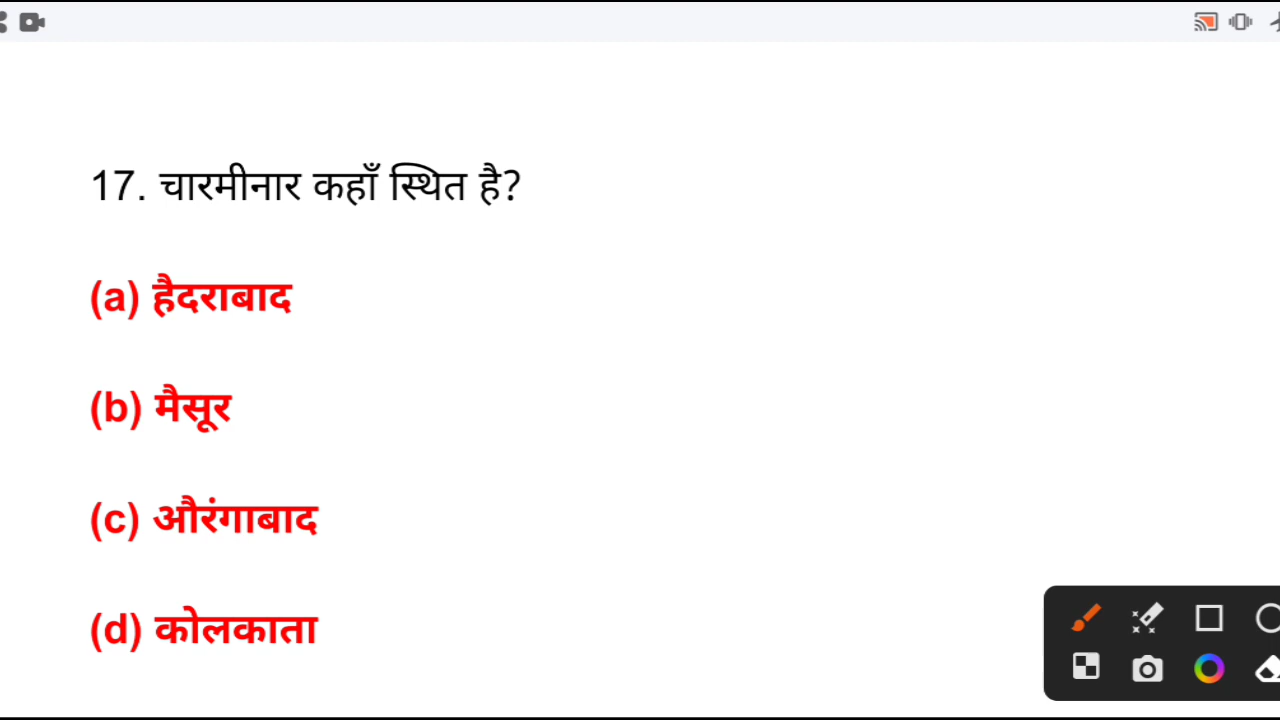 17. चारमीनार कहाँ स्थित है?
(a) हैदराबाद
(b) मैसूर
(c) औरंगाबाद
(d) कोलकाता